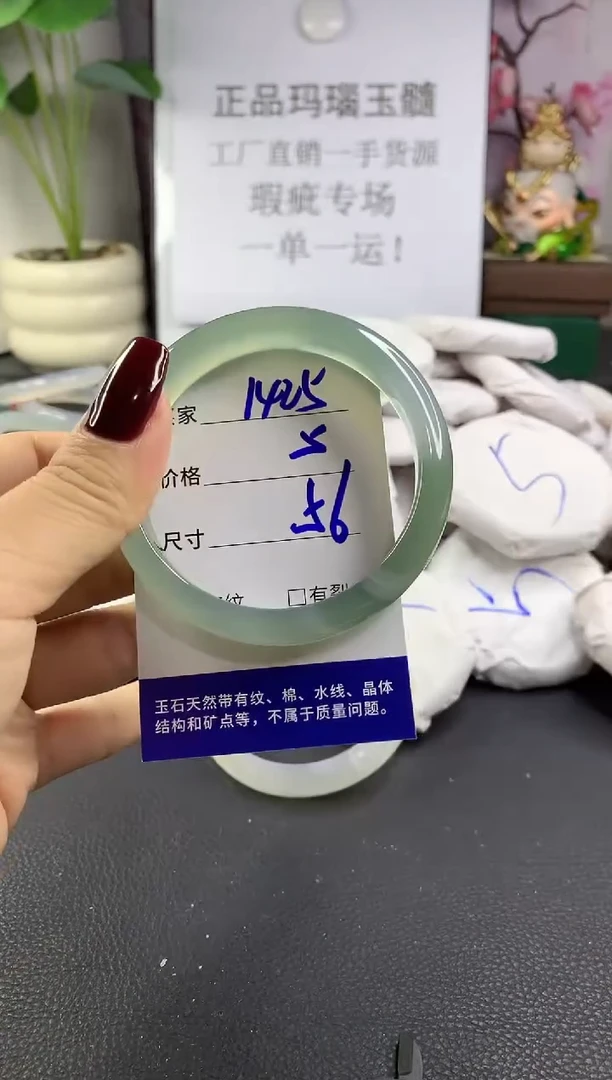 正品玛瑙玉髓
工厂直销一手货源
瑕疵专场
一单一运!
家 1405
价格 5
尺寸 56
纹 □有裂
玉石天然带有纹、棉、水线、晶体
结构和矿点等，不属于质量问题。
5
5